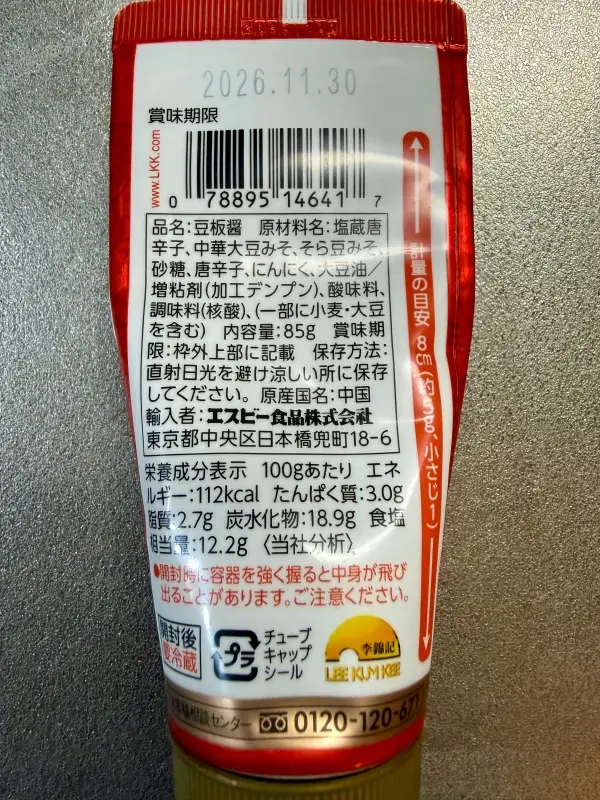 2026.11.30
賞味期限
www.LKK.com
0 78895 14641 7
品名:豆板醤 原材料名:塩蔵唐
辛子、中華大豆みそ、そら豆みそ、
砂糖、唐辛子、にんにく、大豆油/
増粘剤(加工デンプン)、酸味料、
調味料(核酸)、(一部に小麦・大豆
を含む) 内容量:85g 賞味期
限:枠外上部に記載 保存方法:
直射日光を避け涼しい所に保存
してください。 原産国名:中国
輸入者:エスビー食品株式会社
東京都中央区日本橋兜町18-6
栄養成分表示 100gあたり エネ
ルギー:112kcal たんぱく質:3.0g
脂質:2.7g 炭水化物:18.9g 食塩
相当量:12.2g 〈当社分析〉
●開封時に容器を強く握ると中身が飛び
出ることがあります。ご注意ください。
計量の目安 8cm(約5g、小さじ1)
開封後
要冷蔵
プラ
チューブ
キャップ
シール
李錦記
LEE KUM KEE
お客様相談センター 0120-120-671